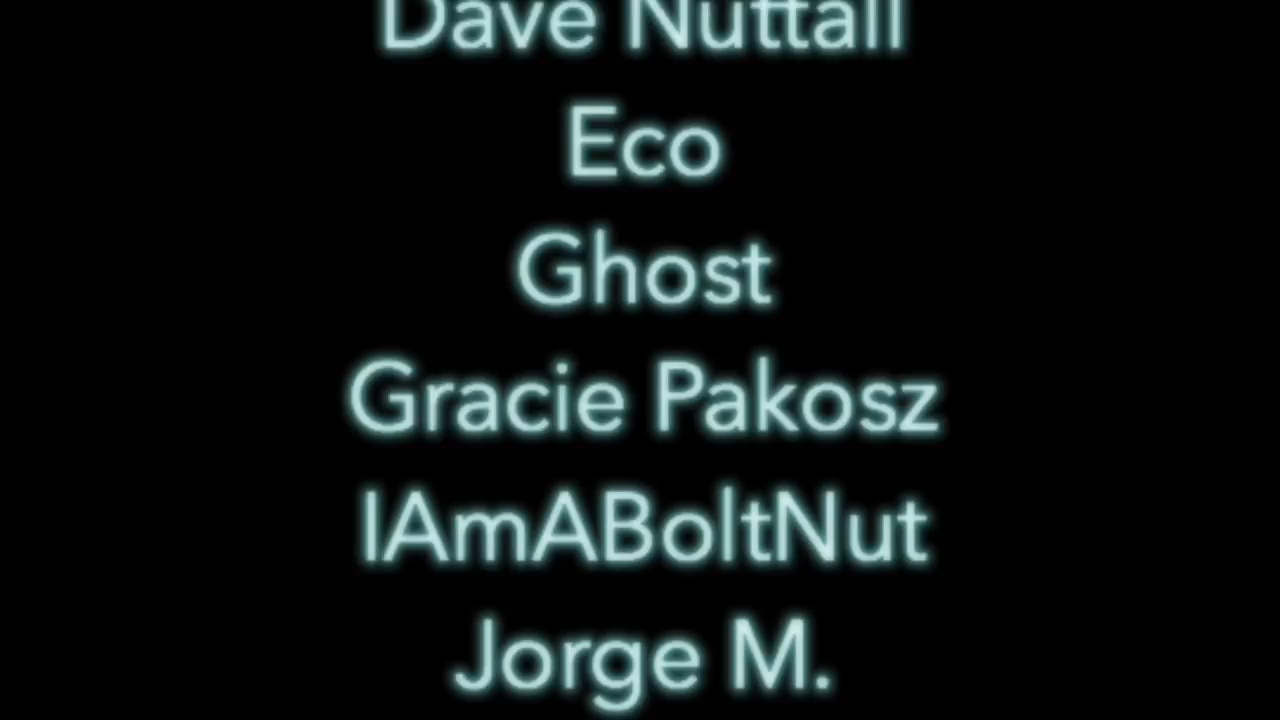 Dave Nuttall
Eco
Ghost
Gracie Pakosz
IAmABoltNut
Jorge M.